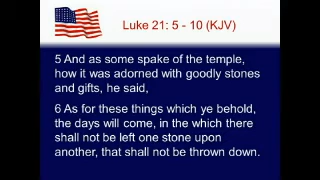 Luke 21: 5 - 10 (KJV)
5 And as some spake of the temple,
how it was adorned with goodly stones
and gifts, he said,
6 As for these things which ye behold,
the days will come, in the which there
shall not be left one stone upon
another, that shall not be thrown down.